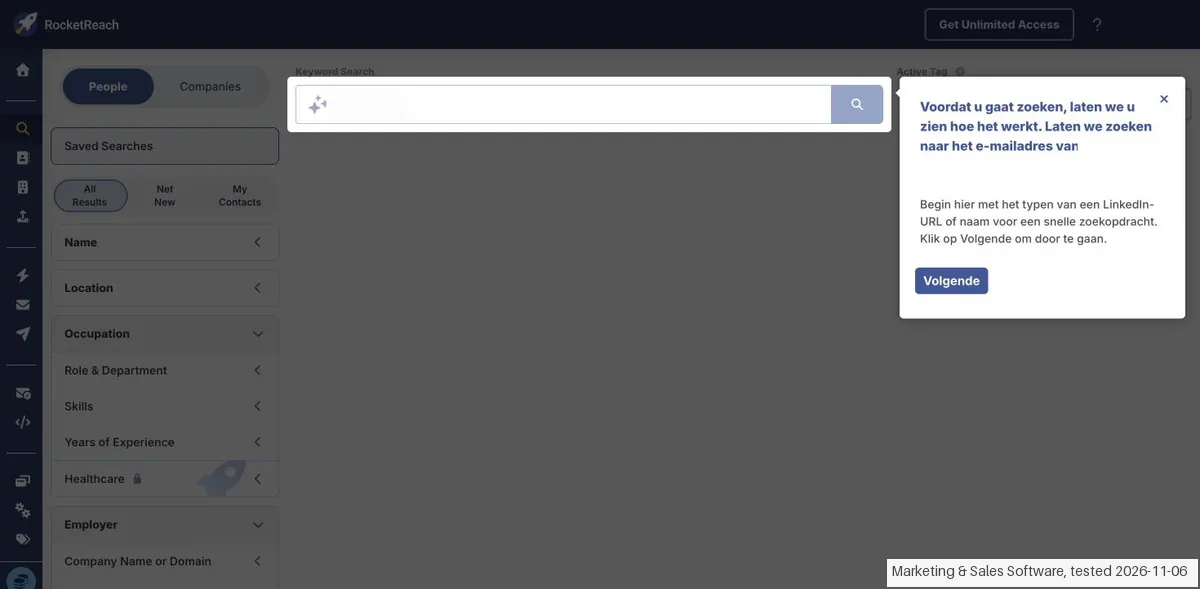 RocketReach
Get Unlimited Access
?
People
Companies
Keyword Search
Active Tag
Saved Searches
All Results
Net New
My Contacts
Name
Location
Occupation
Role & Department
Skills
Years of Experience
Healthcare
Employer
Company Name or Domain
Voordat u gaat zoeken, laten we u
zien hoe het werkt. Laten we zoeken
naar het e-mailadres van
Begin hier met het typen van een LinkedIn-
URL of naam voor een snelle zoekopdracht.
Klik op Volgende om door te gaan.
Volgende
Marketing & Sales Software, tested 2026-11-06